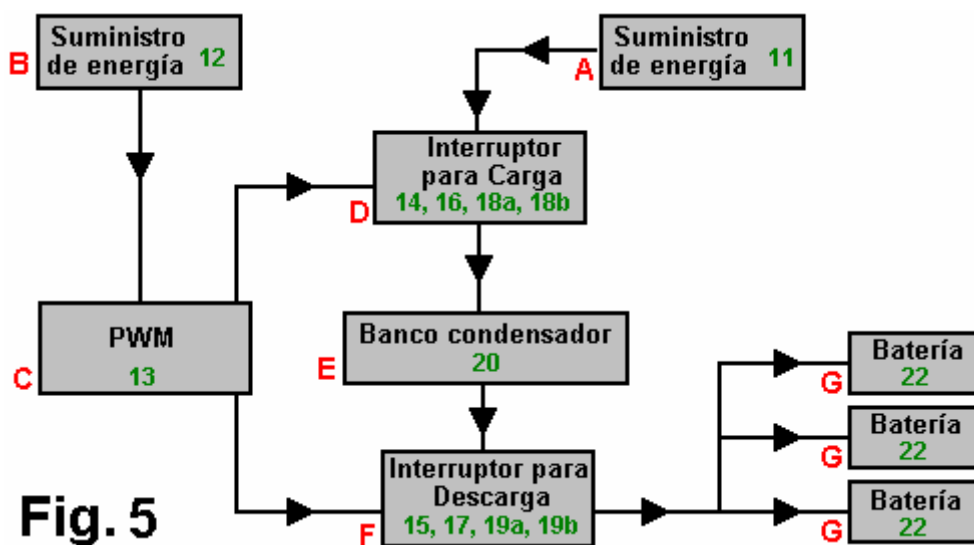 B
Suministro
de energía 12
A
Suministro
de energía 11
Interruptor
para Carga
14, 16, 18a, 18b
D
PWM
13
C
Banco condensador
20
E
Batería
22
G
Batería
22
G
Batería
22
G
Interruptor para
Descarga
15, 17, 19a, 19b
F
Fig. 5